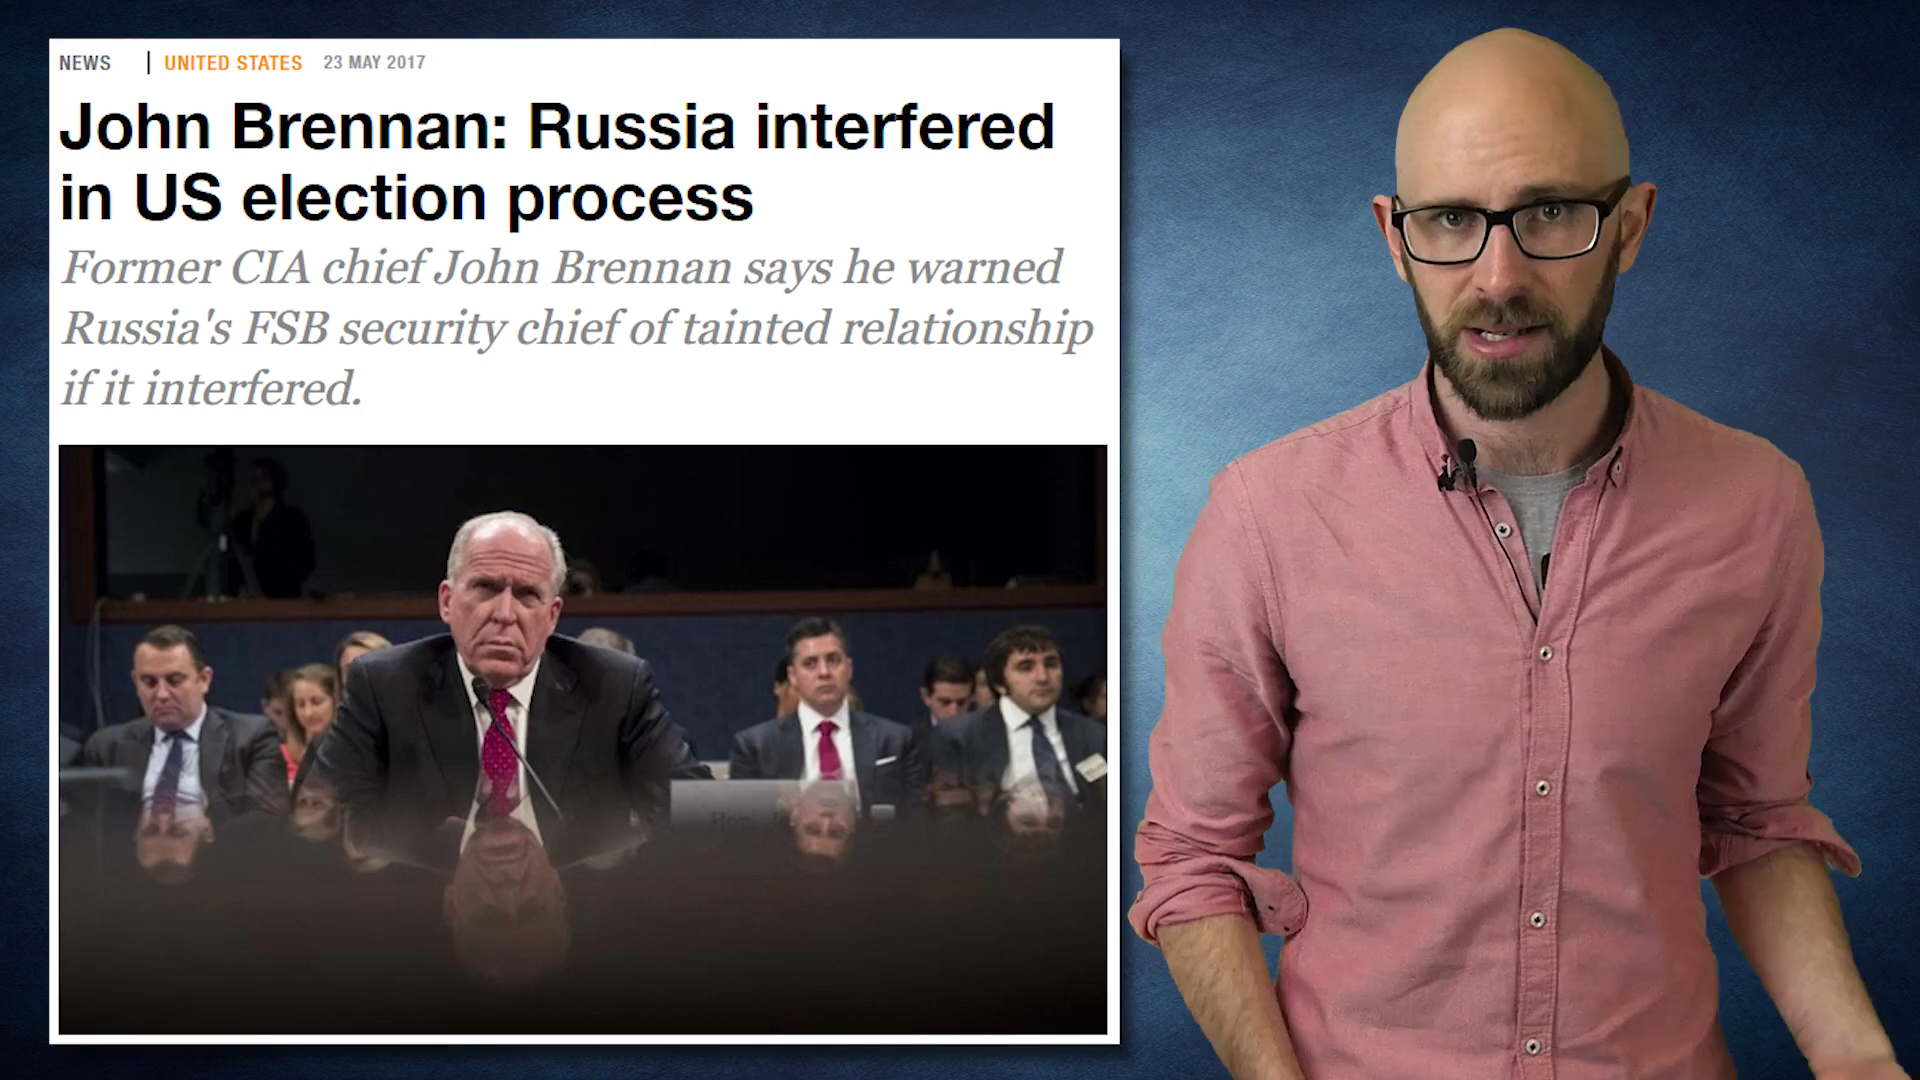 NEWS | UNITED STATES 23 MAY 2017
John Brennan: Russia interfered
in US election process
Former CIA chief John Brennan says he warned
Russia's FSB security chief of tainted relationship
if it interfered.